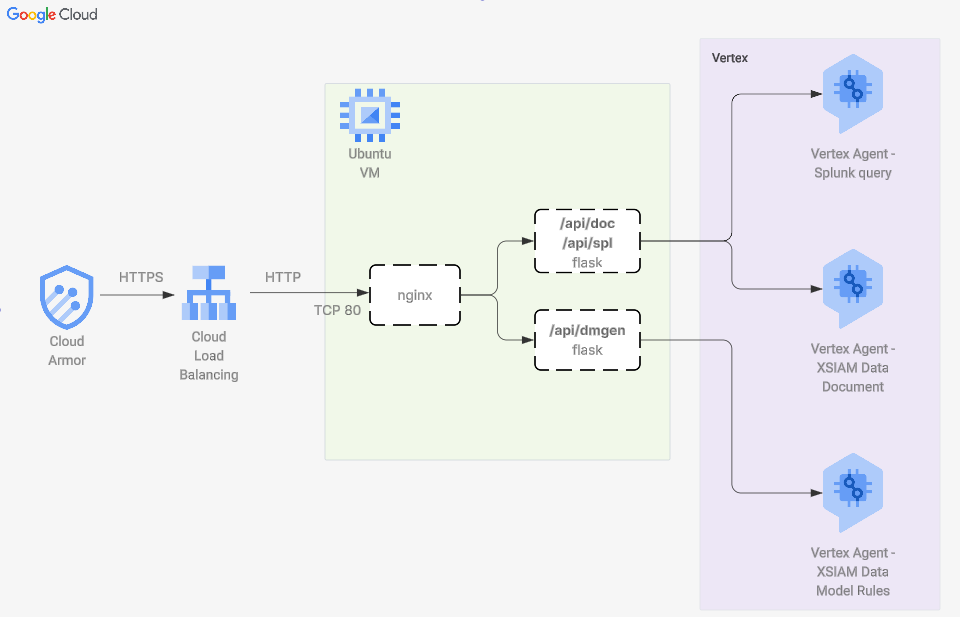 Google Cloud
Vertex
Ubuntu
VM
Vertex Agent -
Splunk query
/api/doc
/api/spl
flask
HTTPS
HTTP
TCP 80
nginx
Cloud
Armor
Cloud
Load
Balancing
/api/dmgen
flask
Vertex Agent -
XSIAM Data
Document
Vertex Agent -
XSIAM Data
Model Rules